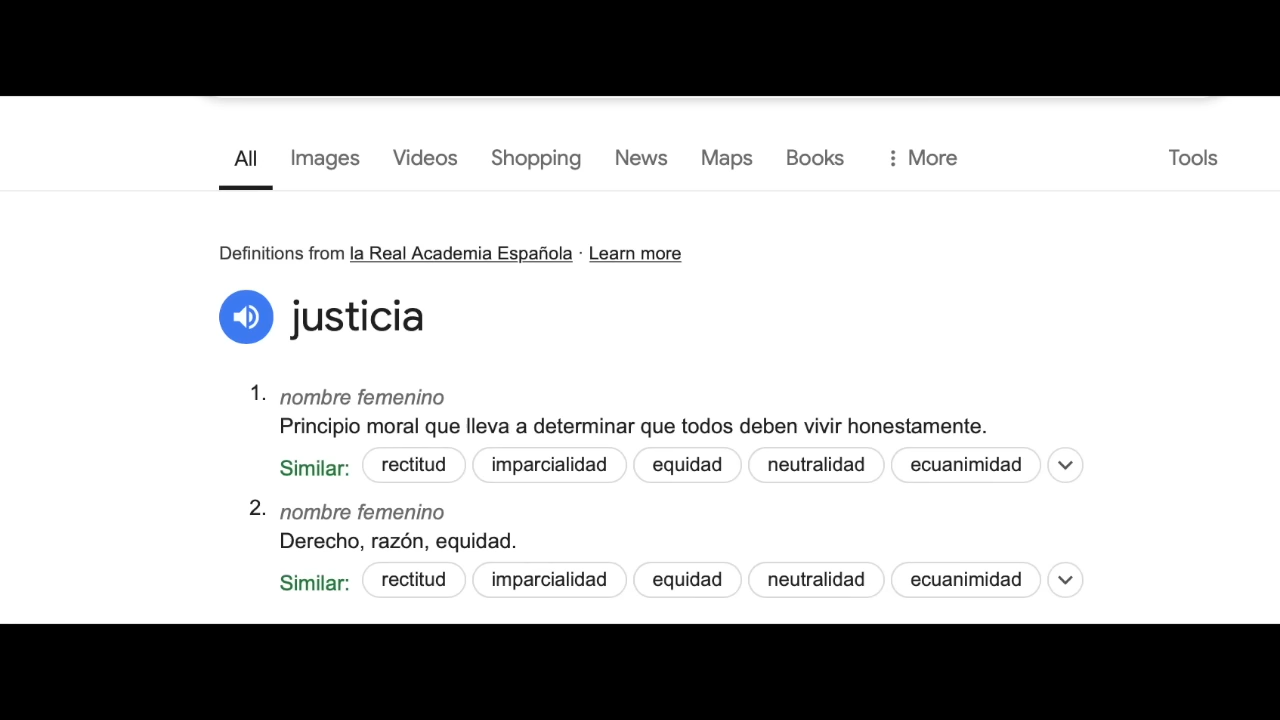 All Images Videos Shopping News Maps Books More Tools
Definitions from la Real Academia Española · Learn more
justicia
1. nombre femenino
Principio moral que lleva a determinar que todos deben vivir honestamente.
Similar: rectitud imparcialidad equidad neutralidad ecuanimidad
2. nombre femenino
Derecho, razón, equidad.
Similar: rectitud imparcialidad equidad neutralidad ecuanimidad